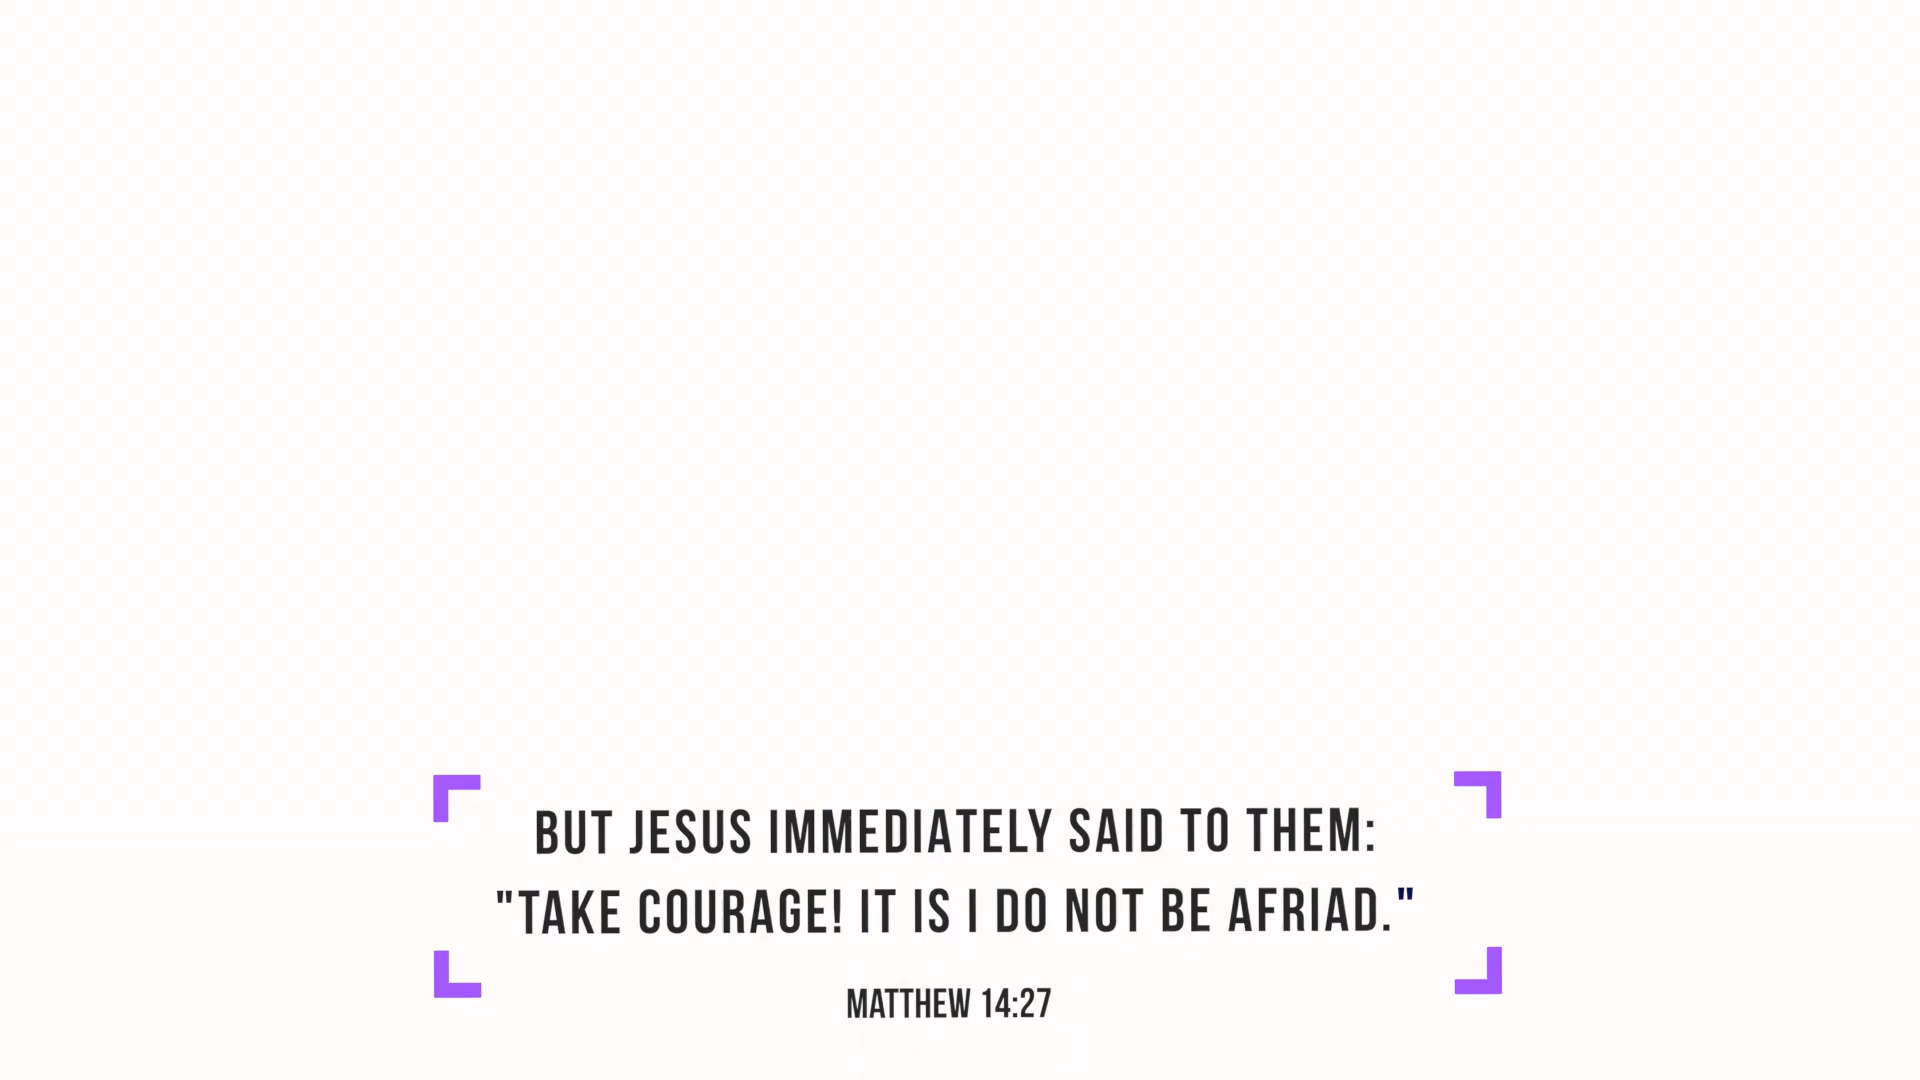 BUT JESUS IMMEDIATELY SAID TO THEM:
"TAKE COURAGE! IT IS I DO NOT BE AFRIAD."
MATTHEW 14:27